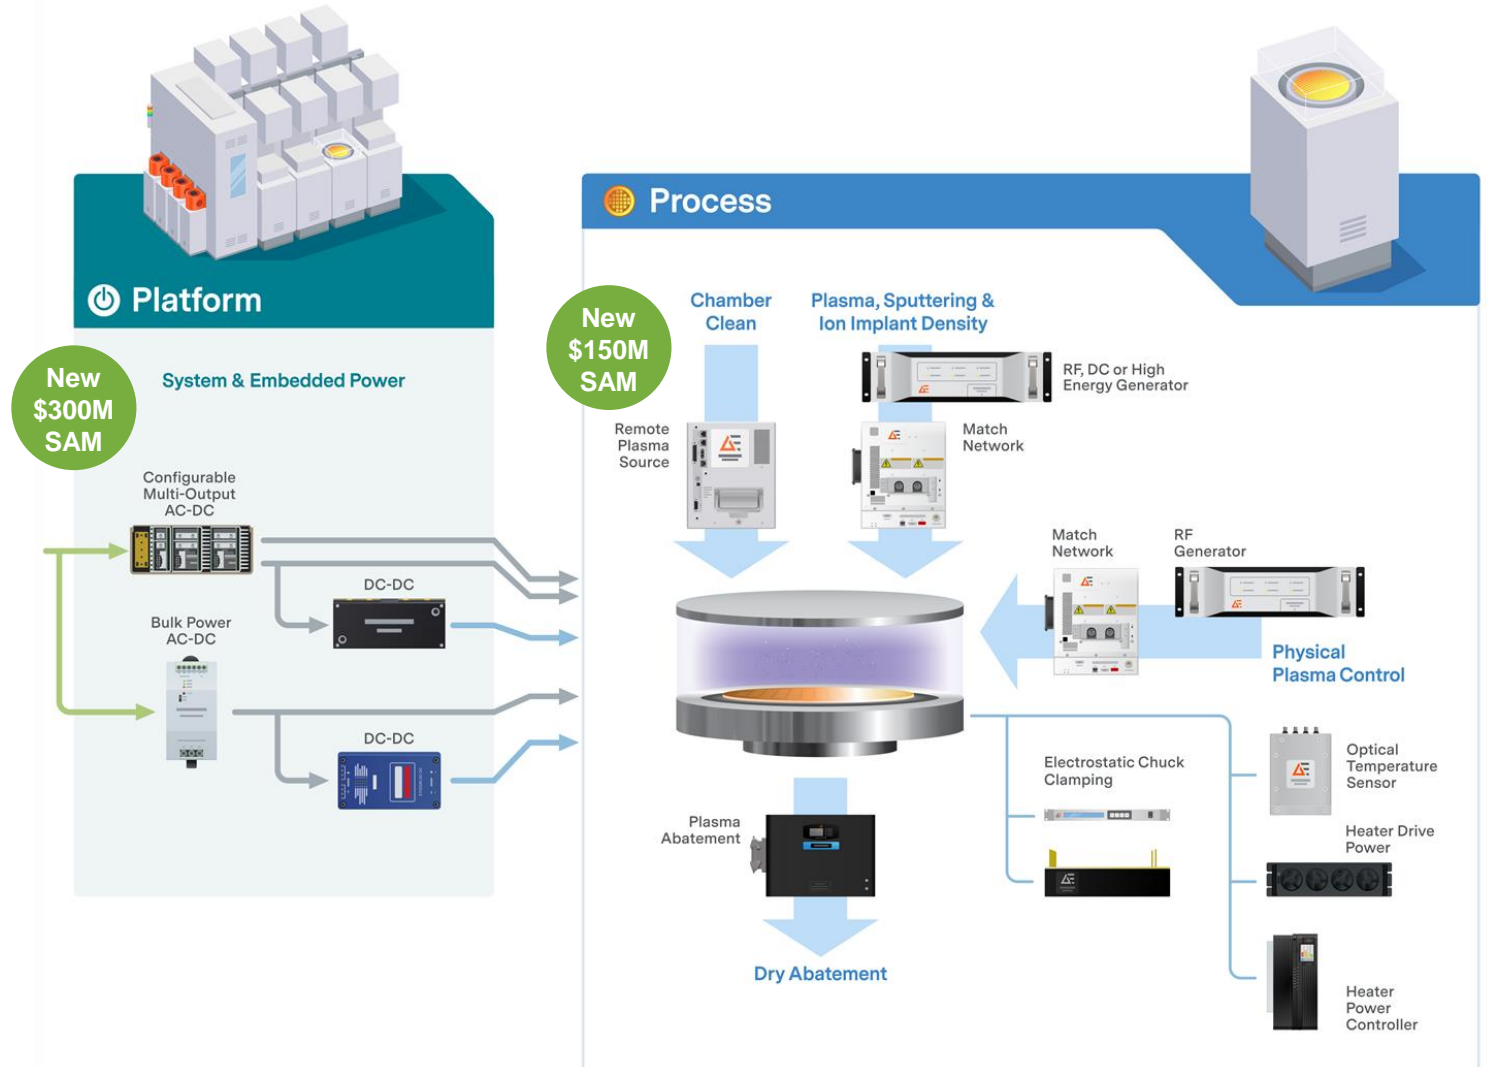 Platform
New
$300M
SAM
System & Embedded Power
Configurable
Multi-Output
AC-DC
DC-DC
Bulk Power
AC-DC
DC-DC
Process
New
$150M
SAM
Chamber
Clean
Plasma, Sputtering &
Ion Implant Density
RF, DC or High
Energy Generator
Remote
Plasma
Source
Match
Network
Match
Network
RF
Generator
Physical
Plasma Control
Electrostatic Chuck
Clamping
Optical
Temperature
Sensor
Plasma
Abatement
Heater Drive
Power
Dry Abatement
Heater
Power
Controller